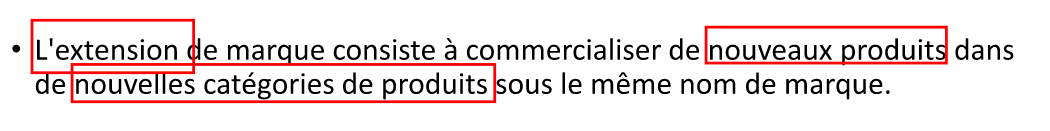 • L'extension de marque consiste à commercialiser de nouveaux produits dans
de nouvelles catégories de produits sous le même nom de marque.